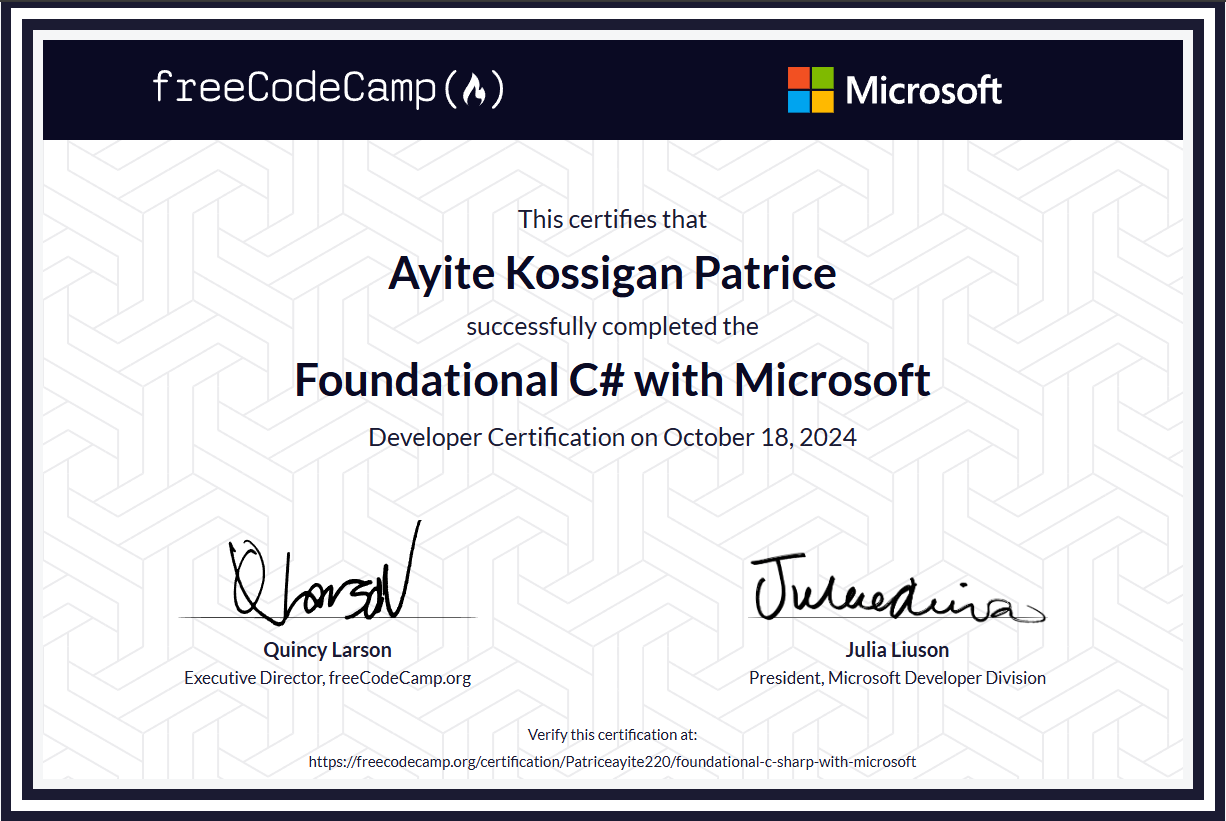 freeCodeCamp
Microsoft
This certifies that
Ayite Kossigan Patrice
successfully completed the
Foundational C# with Microsoft
Developer Certification on October 18, 2024
Quincy Larson
Executive Director, freeCodeCamp.org
Julia Liuson
President, Microsoft Developer Division
Verify this certification at:
https://freecodecamp.org/certification/Patriceayite220/foundational-c-sharp-with-microsoft